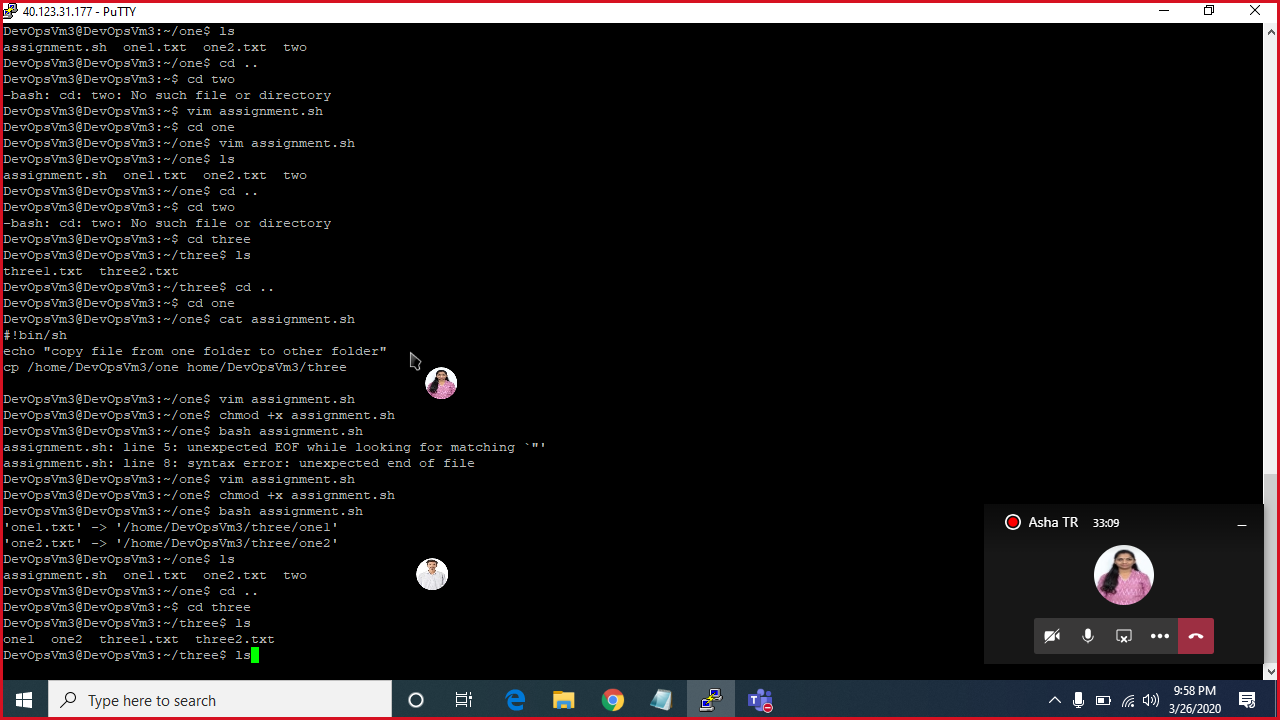 40.123.31.177 - PuTTY
DevOpsVm3@DevOpsVm3:~/one$ ls
assignment.sh  one1.txt  one2.txt  two
DevOpsVm3@DevOpsVm3:~/one$ cd ..
DevOpsVm3@DevOpsVm3:~$ cd two
-bash: cd: two: No such file or directory
DevOpsVm3@DevOpsVm3:~$ vim assignment.sh
DevOpsVm3@DevOpsVm3:~$ cd one
DevOpsVm3@DevOpsVm3:~/one$ vim assignment.sh
DevOpsVm3@DevOpsVm3:~/one$ ls
assignment.sh  one1.txt  one2.txt  two
DevOpsVm3@DevOpsVm3:~/one$ cd ..
DevOpsVm3@DevOpsVm3:~$ cd two
-bash: cd: two: No such file or directory
DevOpsVm3@DevOpsVm3:~$ cd three
DevOpsVm3@DevOpsVm3:~/three$ ls
three1.txt  three2.txt
DevOpsVm3@DevOpsVm3:~/three$ cd ..
DevOpsVm3@DevOpsVm3:~$ cd one
DevOpsVm3@DevOpsVm3:~/one$ cat assignment.sh
#!bin/sh
echo "copy file from one folder to other folder"
cp /home/DevOpsVm3/one home/DevOpsVm3/three
DevOpsVm3@DevOpsVm3:~/one$ vim assignment.sh
DevOpsVm3@DevOpsVm3:~/one$ chmod +x assignment.sh
DevOpsVm3@DevOpsVm3:~/one$ bash assignment.sh
assignment.sh: line 5: unexpected EOF while looking for matching `"'
assignment.sh: line 8: syntax error: unexpected end of file
DevOpsVm3@DevOpsVm3:~/one$ vim assignment.sh
DevOpsVm3@DevOpsVm3:~/one$ chmod +x assignment.sh
DevOpsVm3@DevOpsVm3:~/one$ bash assignment.sh
'one1.txt' -> '/home/DevOpsVm3/three/one1'
'one2.txt' -> '/home/DevOpsVm3/three/one2'
DevOpsVm3@DevOpsVm3:~/one$ ls
assignment.sh  one1.txt  one2.txt  two
DevOpsVm3@DevOpsVm3:~/one$ cd ..
DevOpsVm3@DevOpsVm3:~$ cd three
DevOpsVm3@DevOpsVm3:~/three$ ls
one1  one2  three1.txt  three2.txt
DevOpsVm3@DevOpsVm3:~/three$ ls
Asha TR 33:09
Type here to search
9:58 PM
3/26/2020